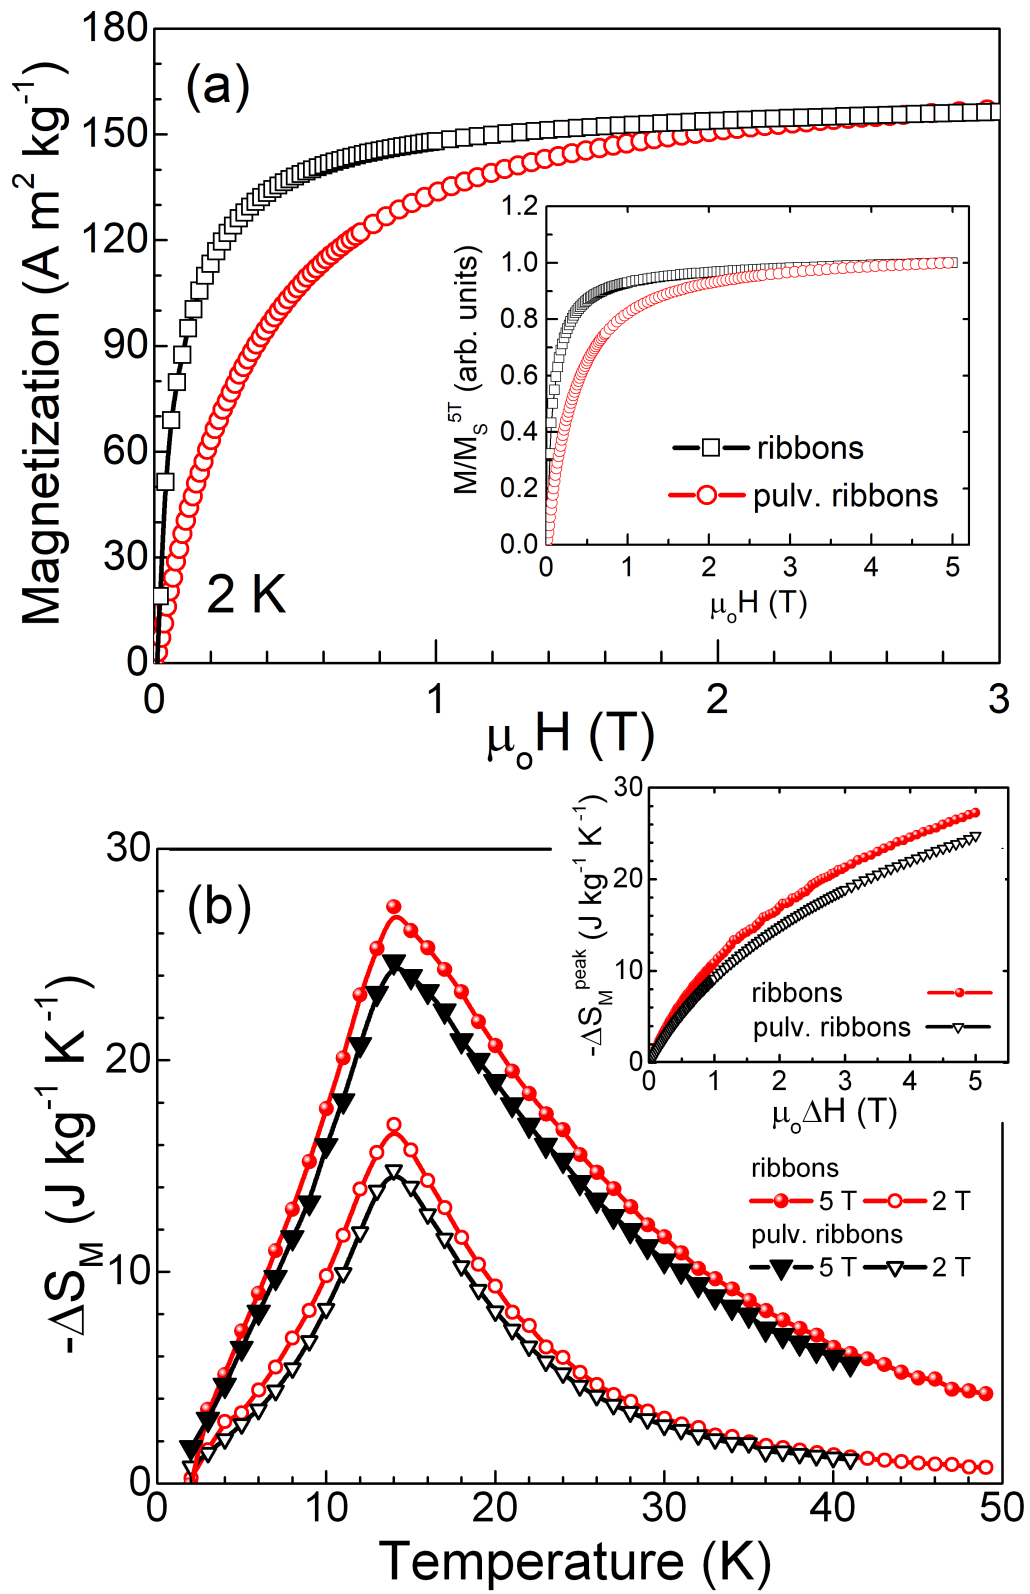 180
150
120
90
60
30
0
Magnetization (A m² kg⁻¹)
(a)
2 K
0 1 2 3
μₒH (T)
1.2
1.0
0.8
0.6
0.4
0.2
0.0
M/M_S^5T (arb. units)
ribbons
pulv. ribbons
0 1 2 3 4 5
μₒH (T)
30
20
10
0
-ΔS_M (J kg⁻¹ K⁻¹)
(b)
30
20
10
0
-ΔS_M^peak (J kg⁻¹ K⁻¹)
ribbons
pulv. ribbons
0 1 2 3 4 5
μₒΔH (T)
ribbons
5 T 2 T
pulv. ribbons
5 T 2 T
0 10 20 30 40 50
Temperature (K)